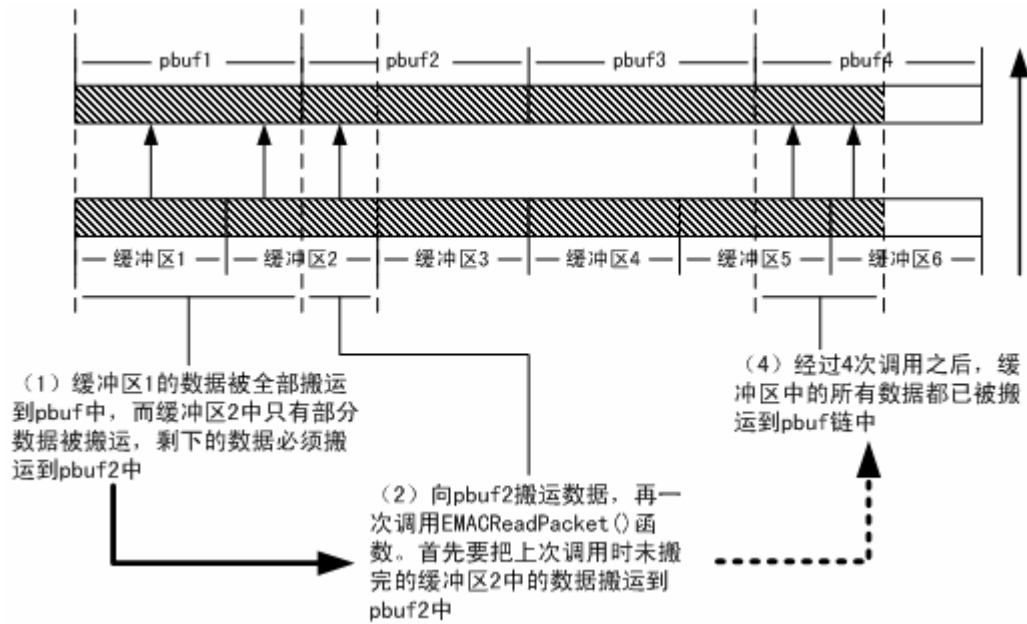 pbuf1 pbuf2 pbuf3 pbuf4
缓冲区1 缓冲区2 缓冲区3 缓冲区4 缓冲区5 缓冲区6
（1）缓冲区1的数据被全部搬运
到pbuf中，而缓冲区2中只有部分
数据被搬运，剩下的数据必须搬
运到pbuf2中
（2）向pbuf2搬运数据，再一
次调用EMACReadPacket()函
数。首先要把上次调用时未搬
完的缓冲区2中的数据搬运到
pbuf2中
（4）经过4次调用之后，缓
冲区中的所有数据都已被搬
运到pbuf链中